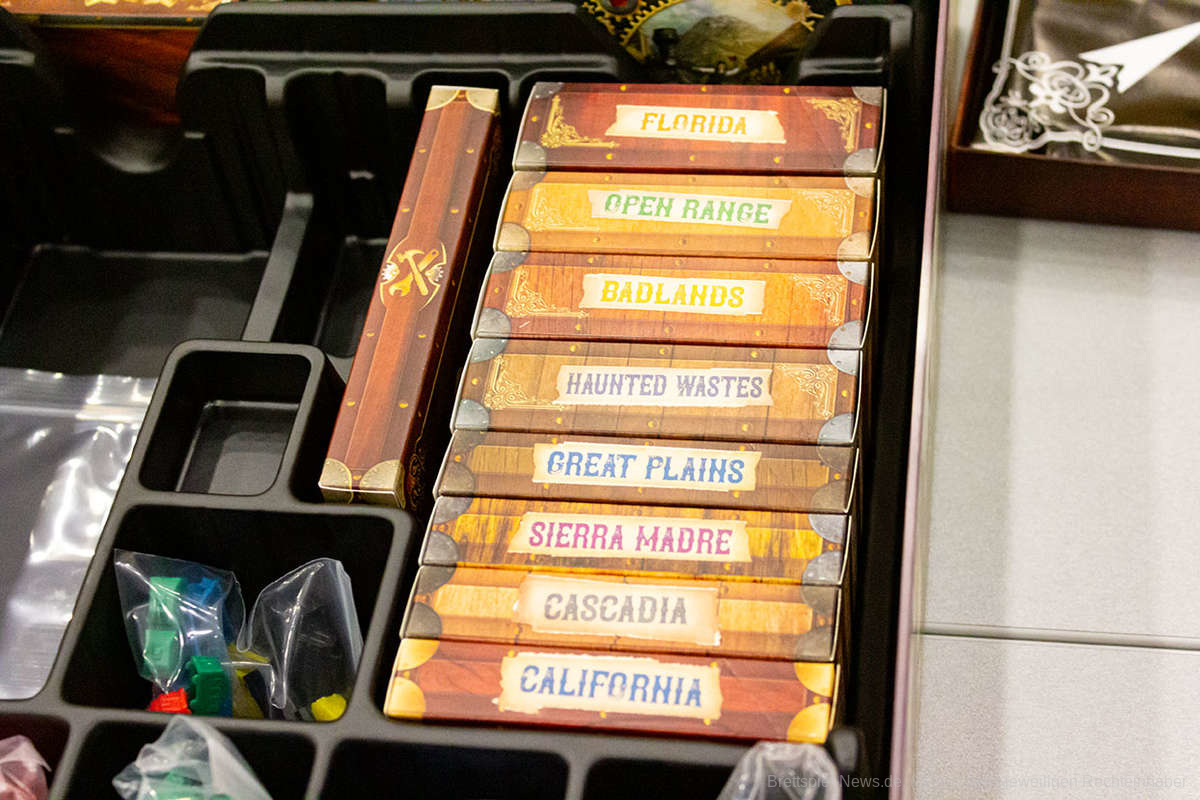 FLORIDA
OPEN RANGE
BADLANDS
HAUNTED WASTES
GREAT PLAINS
SIERRA MADRE
CASCADIA
CALIFORNIA
Brettspiel-News.de